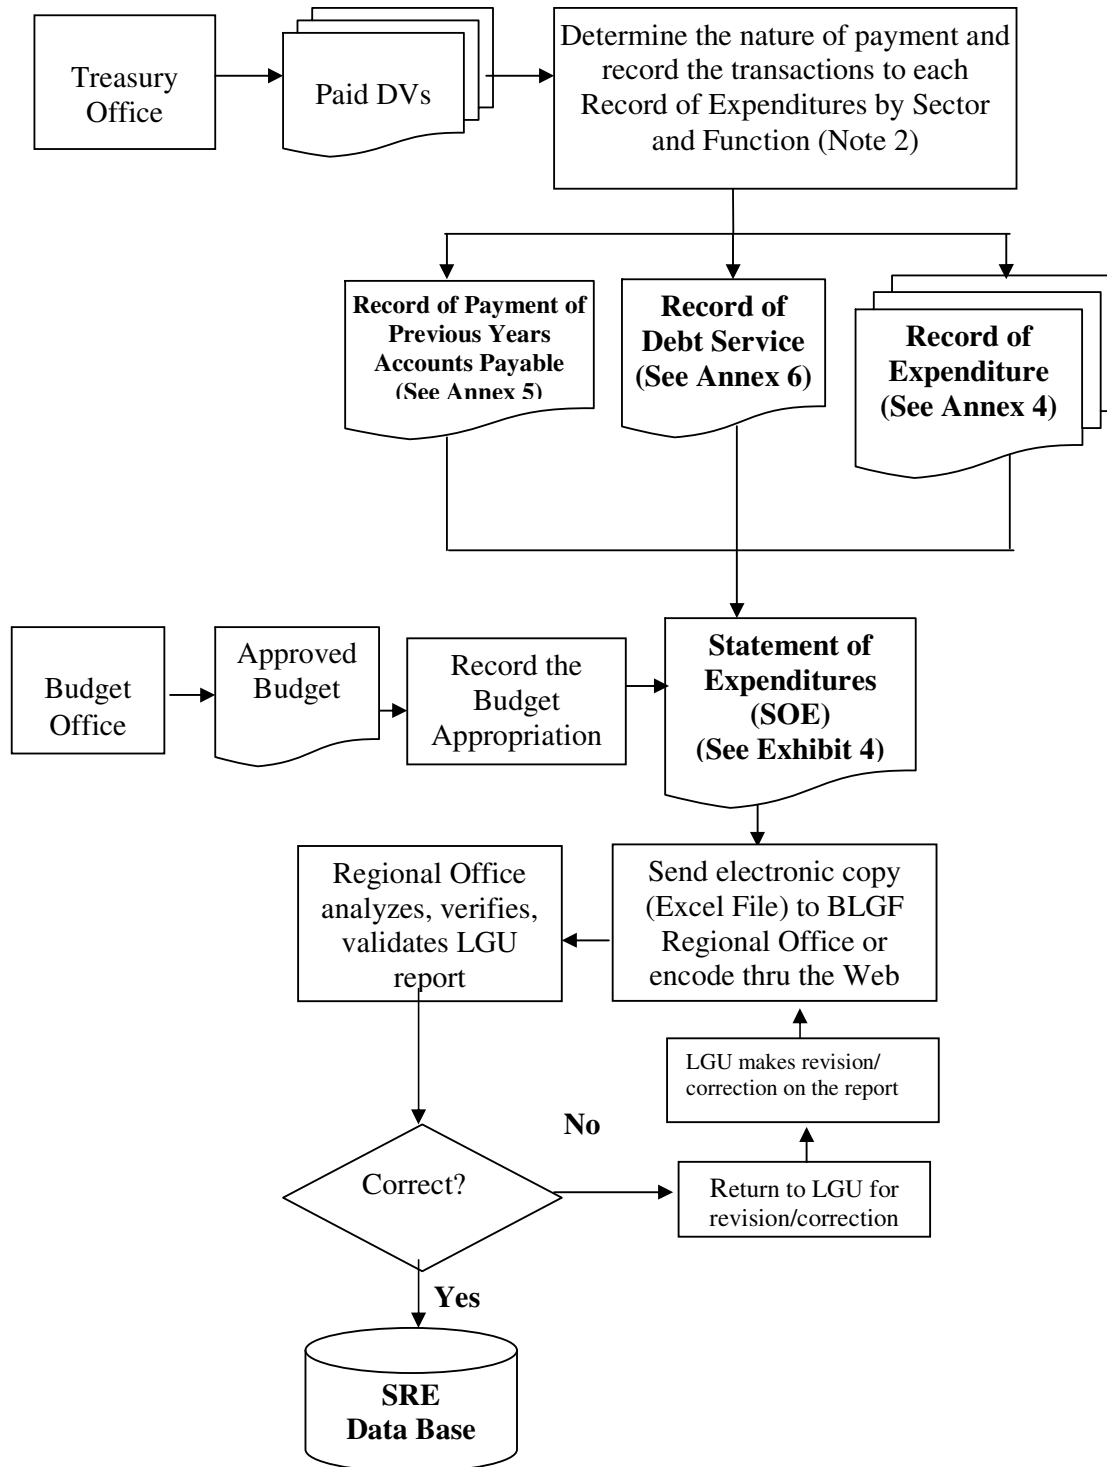 Treasury
Office
Paid DVs
Determine the nature of payment and
record the transactions to each
Record of Expenditures by Sector
and Function (Note 2)
Record of Payment of
Previous Years
Accounts Payable
(See Annex 5)
Record of
Debt Service
(See Annex 6)
Record of
Expenditure
(See Annex 4)
Budget
Office
Approved
Budget
Record the
Budget
Appropriation
Statement of
Expenditures
(SOE)
(See Exhibit 4)
Regional Office
analyzes, verifies,
validates LGU
report
Send electronic copy
(Excel File) to BLGF
Regional Office or
encode thru the Web
LGU makes revision/
correction on the report
No
Correct?
Return to LGU for
revision/correction
Yes
SRE
Data Base